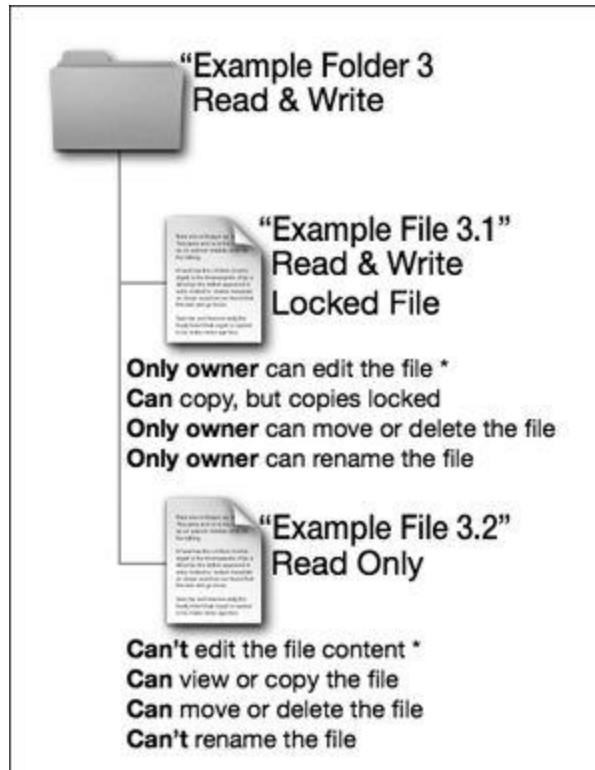 “Example Folder 3
Read & Write
“Example File 3.1”
Read & Write
Locked File
Only owner can edit the file *
Can copy, but copies locked
Only owner can move or delete the file
Only owner can rename the file
“Example File 3.2”
Read Only
Can't edit the file content *
Can view or copy the file
Can move or delete the file
Can't rename the file